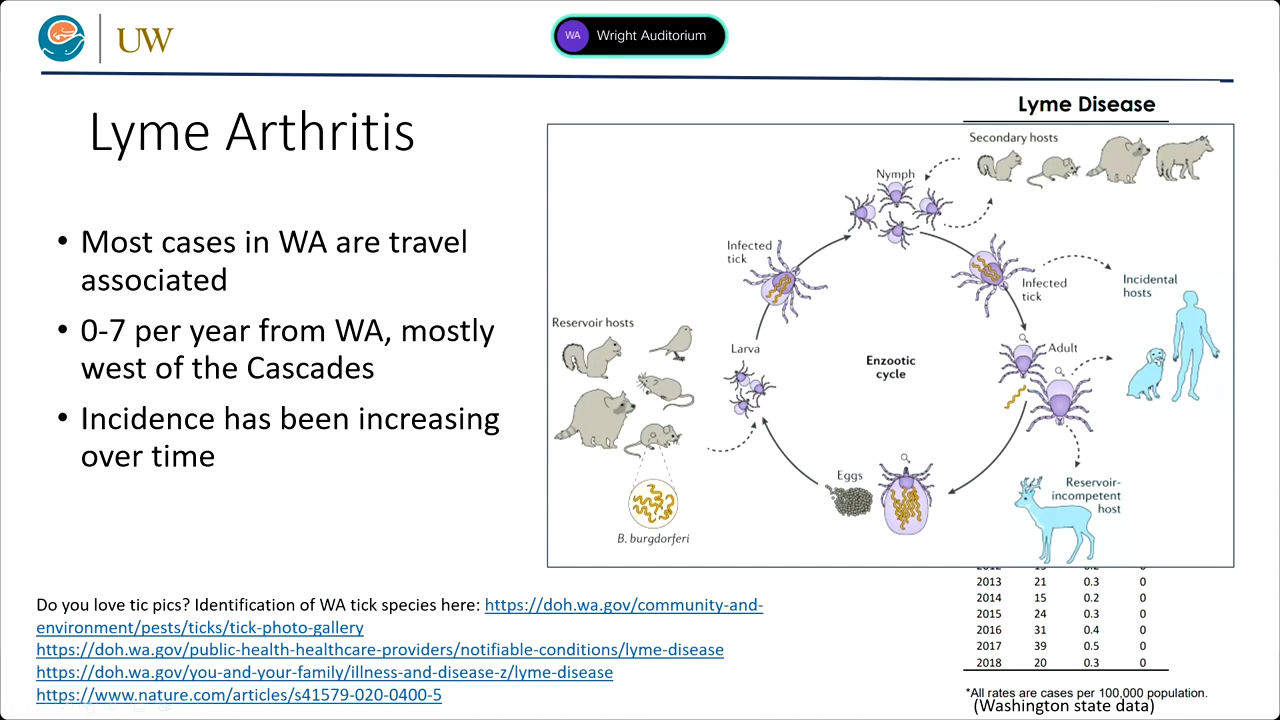 UW
WA Wright Auditorium
Lyme Arthritis
• Most cases in WA are travel
associated
• 0-7 per year from WA, mostly
west of the Cascades
• Incidence has been increasing
over time
Lyme Disease
Secondary hosts
Nymph
Infected
tick
Infected
tick
Incidental
hosts
Reservoir hosts
Larva
Adult
Enzootic
cycle
Eggs
Reservoir-
incompetent
host
B. burgdorferi
2013 21 0.3 0
2014 15 0.2 0
2015 24 0.3 0
2016 31 0.4 0
2017 39 0.5 0
2018 20 0.3 0
*All rates are cases per 100,000 population.
(Washington state data)
Do you love tic pics? Identification of WA tick species here: https://doh.wa.gov/community-and-
environment/pests/ticks/tick-photo-gallery
https://doh.wa.gov/public-health-healthcare-providers/notifiable-conditions/lyme-disease
https://doh.wa.gov/you-and-your-family/illness-and-disease-z/lyme-disease
https://www.nature.com/articles/s41579-020-0400-5